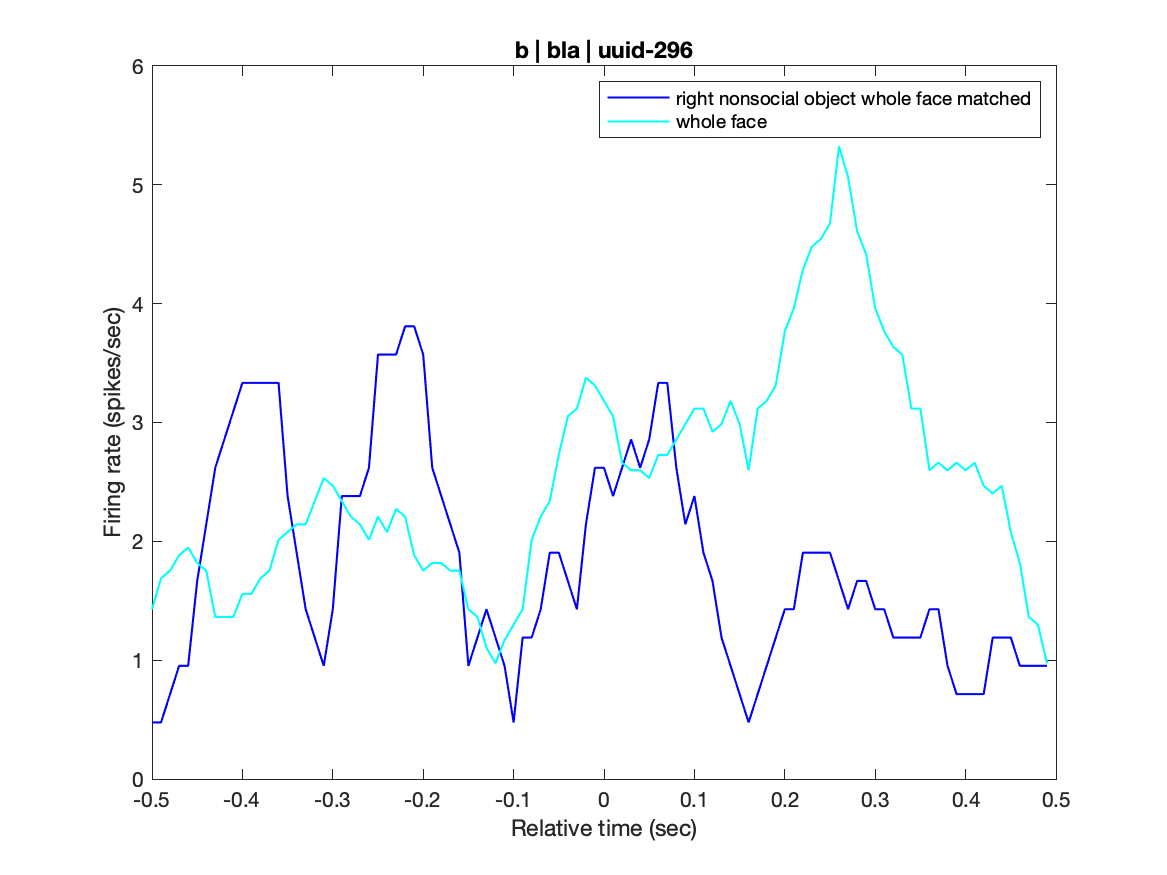 b | bla | uuid-296
right nonsocial object whole face matched
whole face
Firing rate (spikes/sec)
6
5
4
3
2
1
0
-0.5 -0.4 -0.3 -0.2 -0.1 0 0.1 0.2 0.3 0.4 0.5
Relative time (sec)